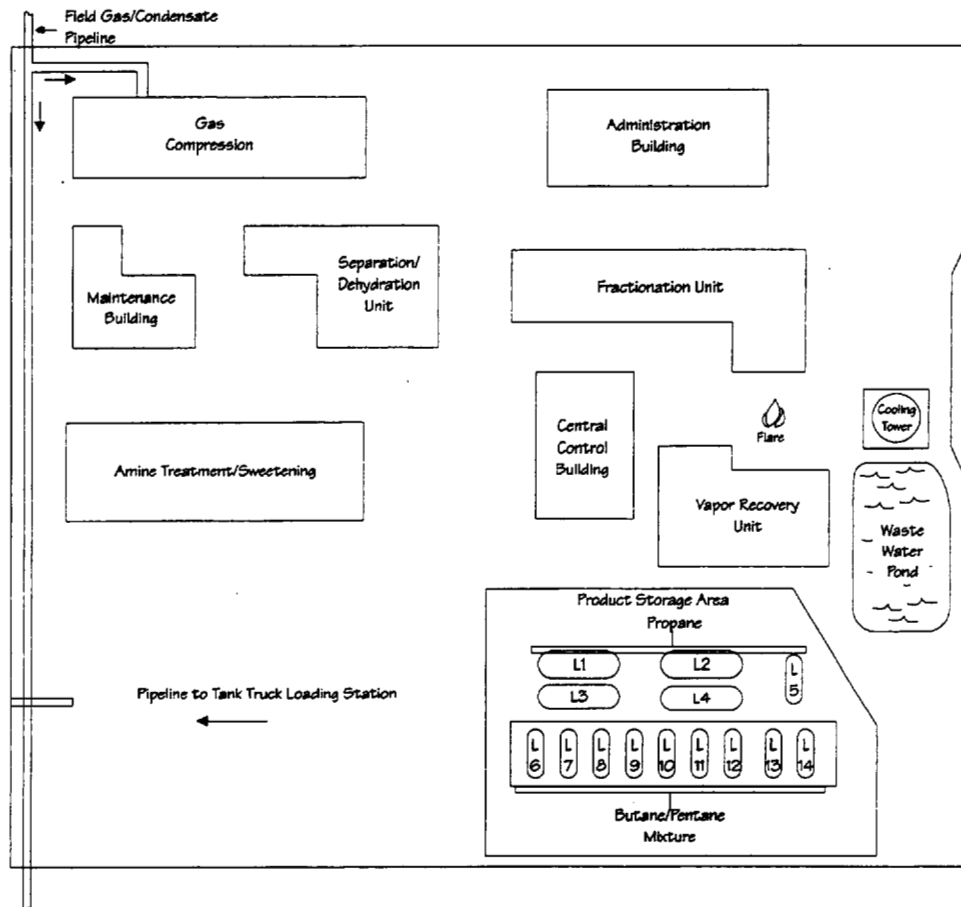 Field Gas/Condensate
Pipeline
Gas
Compression
Administration
Building
Maintenance
Building
Separation/
Dehydration
Unit
Fractionation Unit
Amine Treatment/Sweetening
Central
Control
Building
Flare
Cooling
Tower
Vapor Recovery
Unit
Waste
Water
Pond
Product Storage Area
Propane
L1
L2
L3
L4
L
5
Pipeline to Tank Truck Loading Station
L
6
L
7
L
8
L
9
L
10
L
11
L
12
L
13
L
14
Butane/Pentane
Mixture